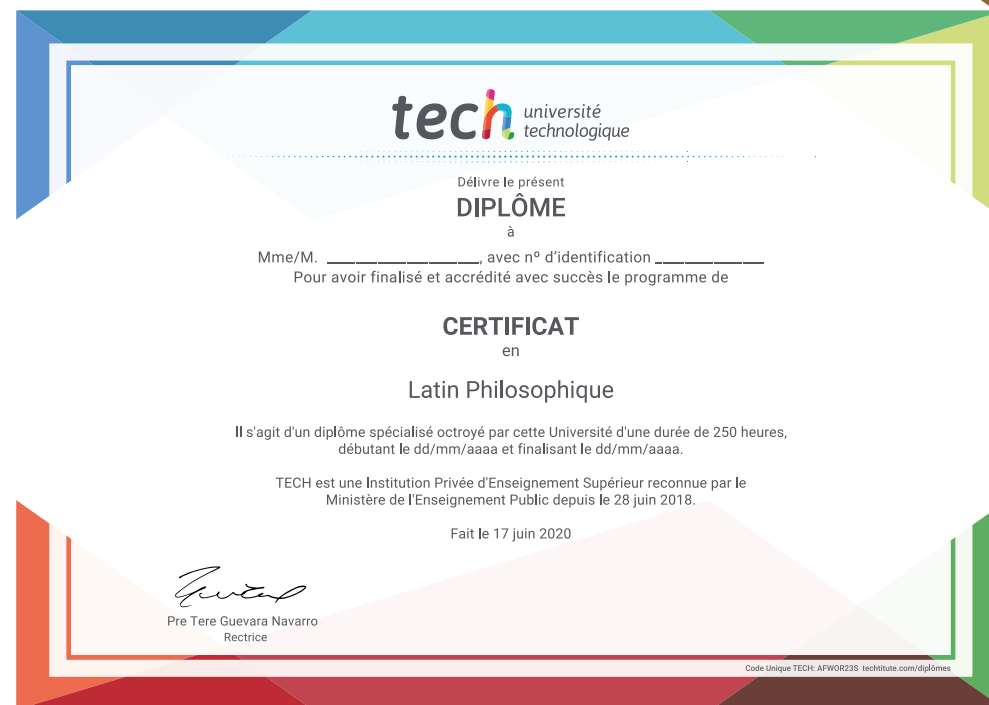 tech université
technologique
Délivre le présent
DIPLÔME
à
Mme/M. ____________________, avec nº d'identification ______________
Pour avoir finalisé et accrédité avec succès le programme de
CERTIFICAT
en
Latin Philosophique
Il s'agit d'un diplôme spécialisé octroyé par cette Université d'une durée de 250 heures,
débutant le dd/mm/aaaa et finalisant le dd/mm/aaaa.
TECH est une Institution Privée d'Enseignement Supérieur reconnue par le
Ministère de l'Enseignement Public depuis le 28 juin 2018.
Fait le 17 juin 2020
Pre Tere Guevara Navarro
Rectrice
Code Unique TECH: AFWOR23S techtitute.com/diplômes